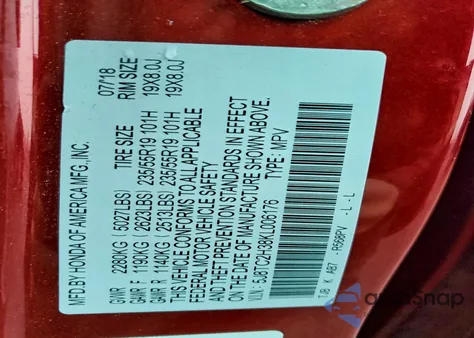 MFD. BY HONDA OF AMERICA MFG.,INC. 07/18
GVWR 2280KG (5027LBS) TIRE SIZE RIM SIZE
GAWR F 1190KG (2623LBS) 235/55R19 101H 19X8.0J
GAWR R 1140KG (2513LBS) 235/55R19 101H 19X8.0J
THIS VEHICLE CONFORMS TO ALL APPLICABLE
FEDERAL MOTOR VEHICLE SAFETY
AND THEFT PREVENTION STANDARDS IN EFFECT
ON THE DATE OF MANUFACTURE SHOWN ABOVE.
V.I.N.: 5J8TC2H38KL006176 TYPE: MPV
TJB K AB7 - R568PV - L - L